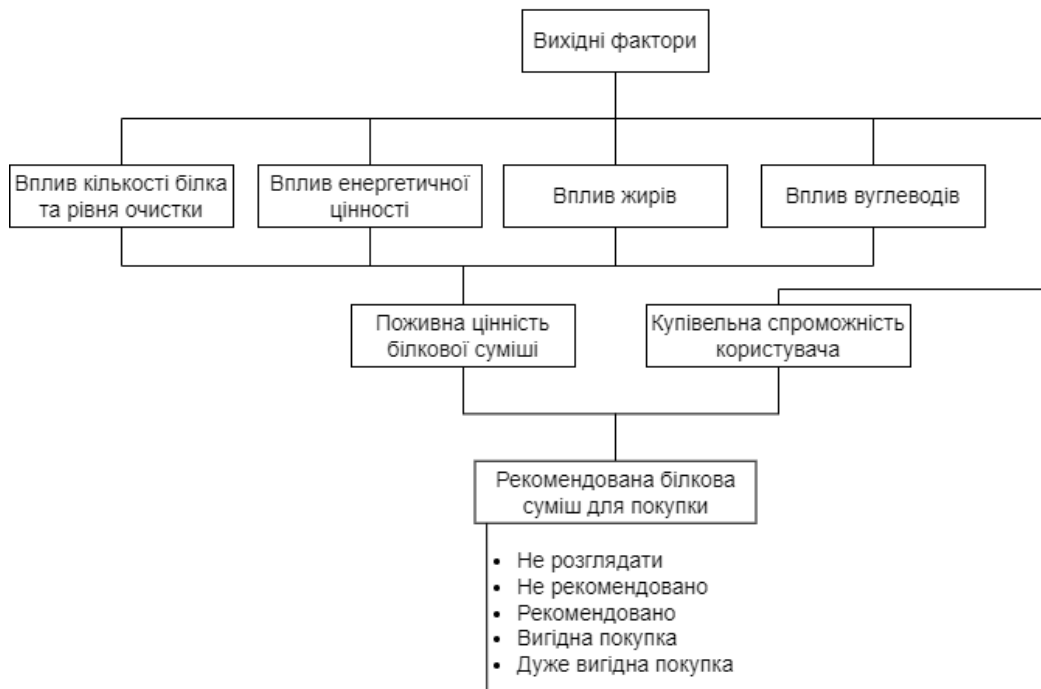 Вихідні фактори
Вплив кількості білка
та рівня очистки
Вплив енергетичної
цінності
Вплив жирів
Вплив вуглеводів
Поживна цінність
білкової суміші
Купівельна спроможність
користувача
Рекомендована білкова
суміш для покупки
• Не розглядати
• Не рекомендовано
• Рекомендовано
• Вигідна покупка
• Дуже вигідна покупка